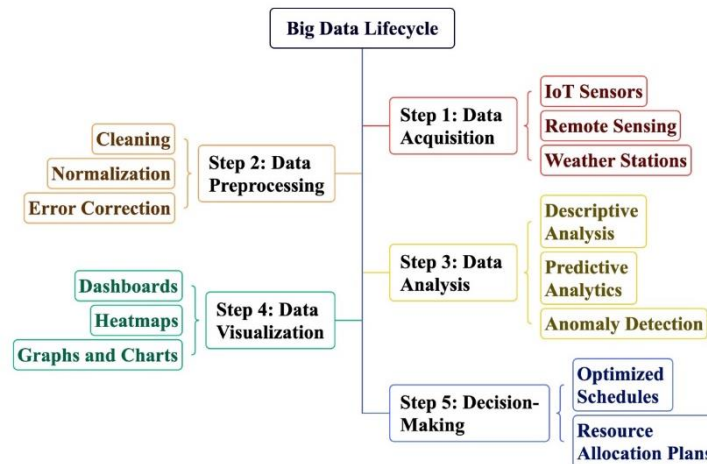 Big Data Lifecycle
Step 1: Data
Acquisition
IoT Sensors
Remote Sensing
Weather Stations
Cleaning
Normalization
Error Correction
Step 2: Data
Preprocessing
Step 3: Data
Analysis
Descriptive
Analysis
Predictive
Analytics
Anomaly Detection
Dashboards
Heatmaps
Graphs and Charts
Step 4: Data
Visualization
Step 5: Decision-
Making
Optimized
Schedules
Resource
Allocation Plans